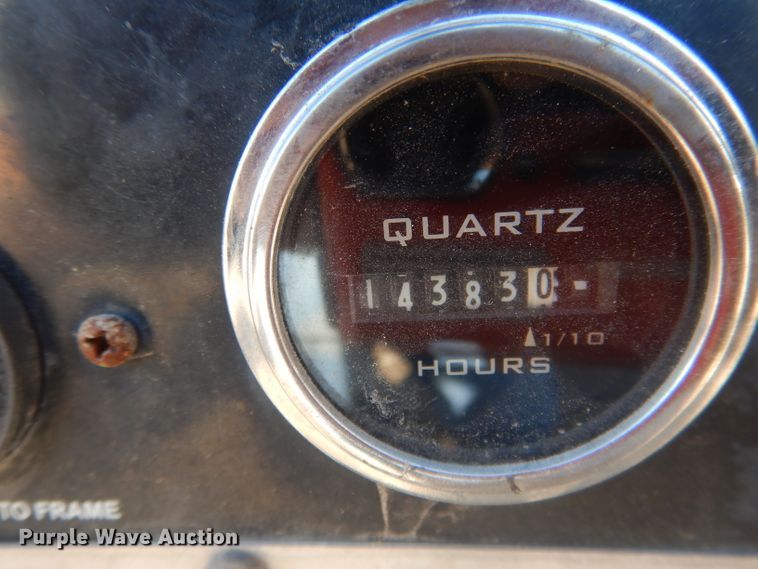 QUARTZ
143830
1/10
HOURS
TO FRAME
Purple Wave Auction